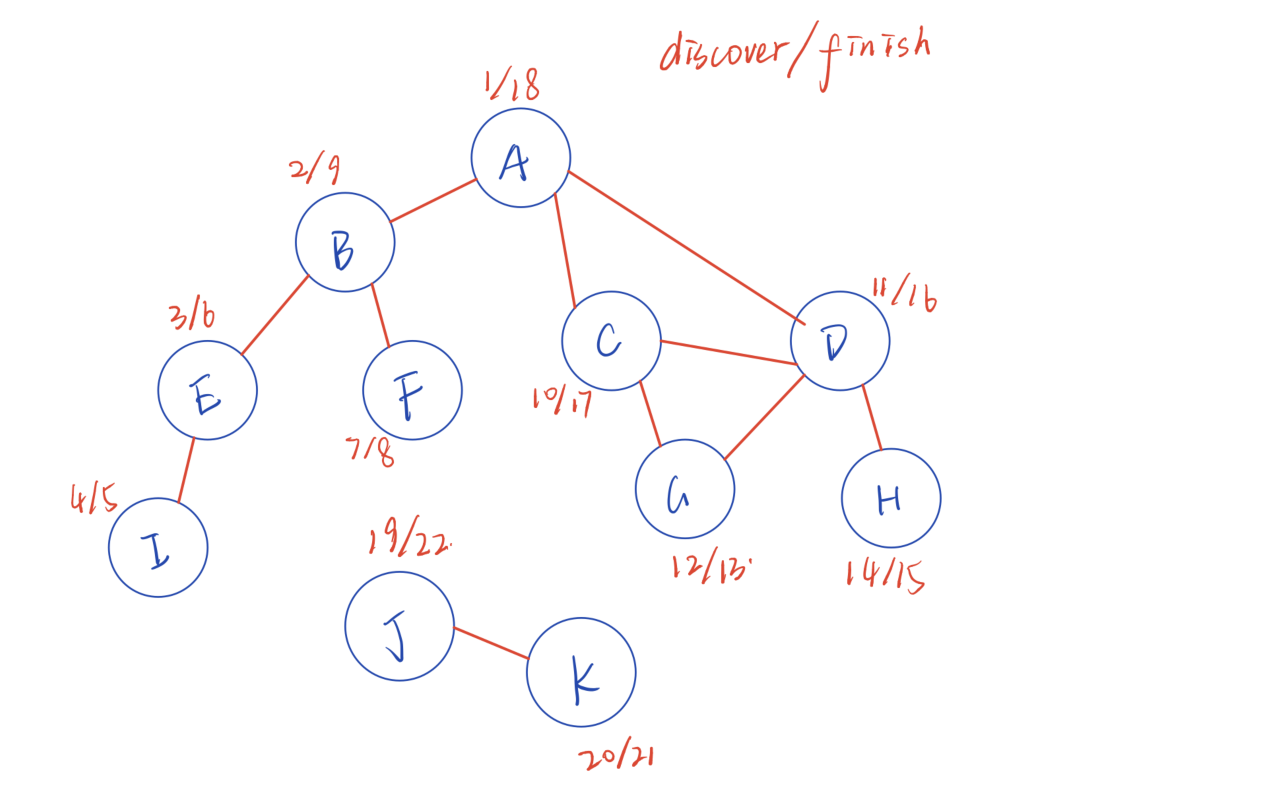 discover/finish
1/18
A
2/9
B
11/16
3/6
C
D
E
F
10/17
7/8
4/5
G
H
I
19/22
12/13
14/15
J
K
20/21